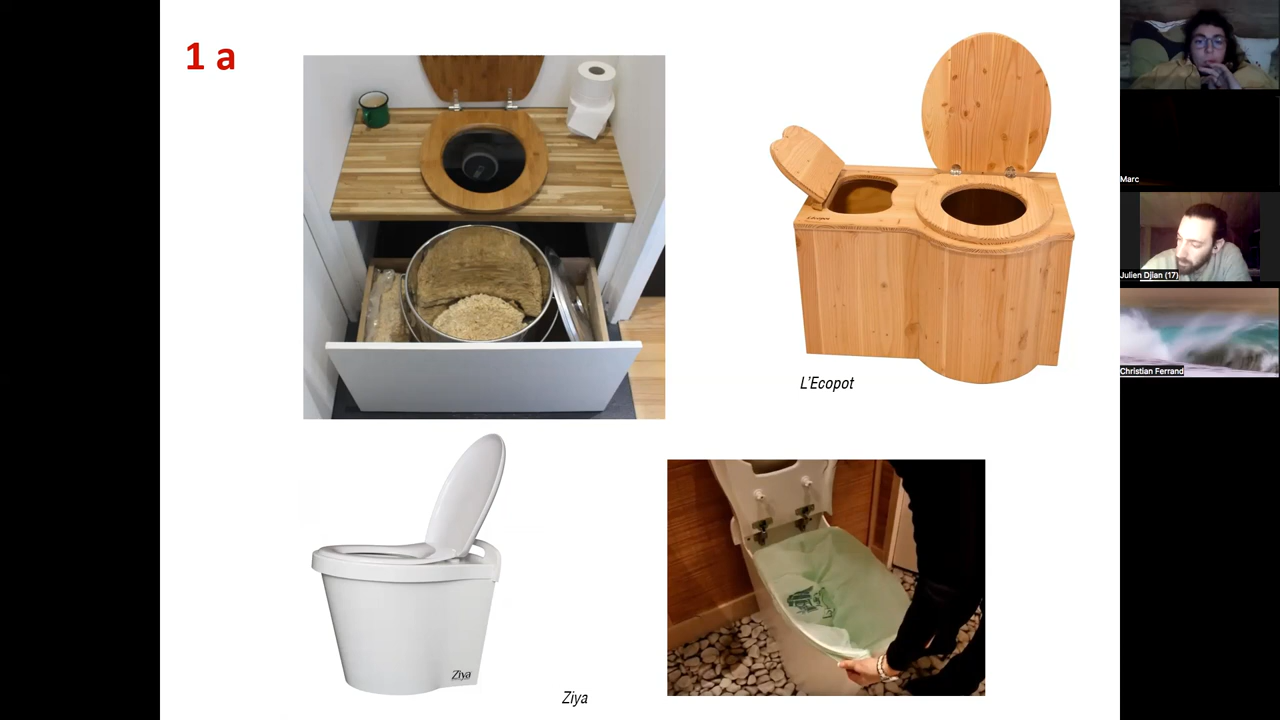 1 a
L'Ecopot
Ziya
Ziya
Marc
Julien Djian (17)
Christian Ferrand